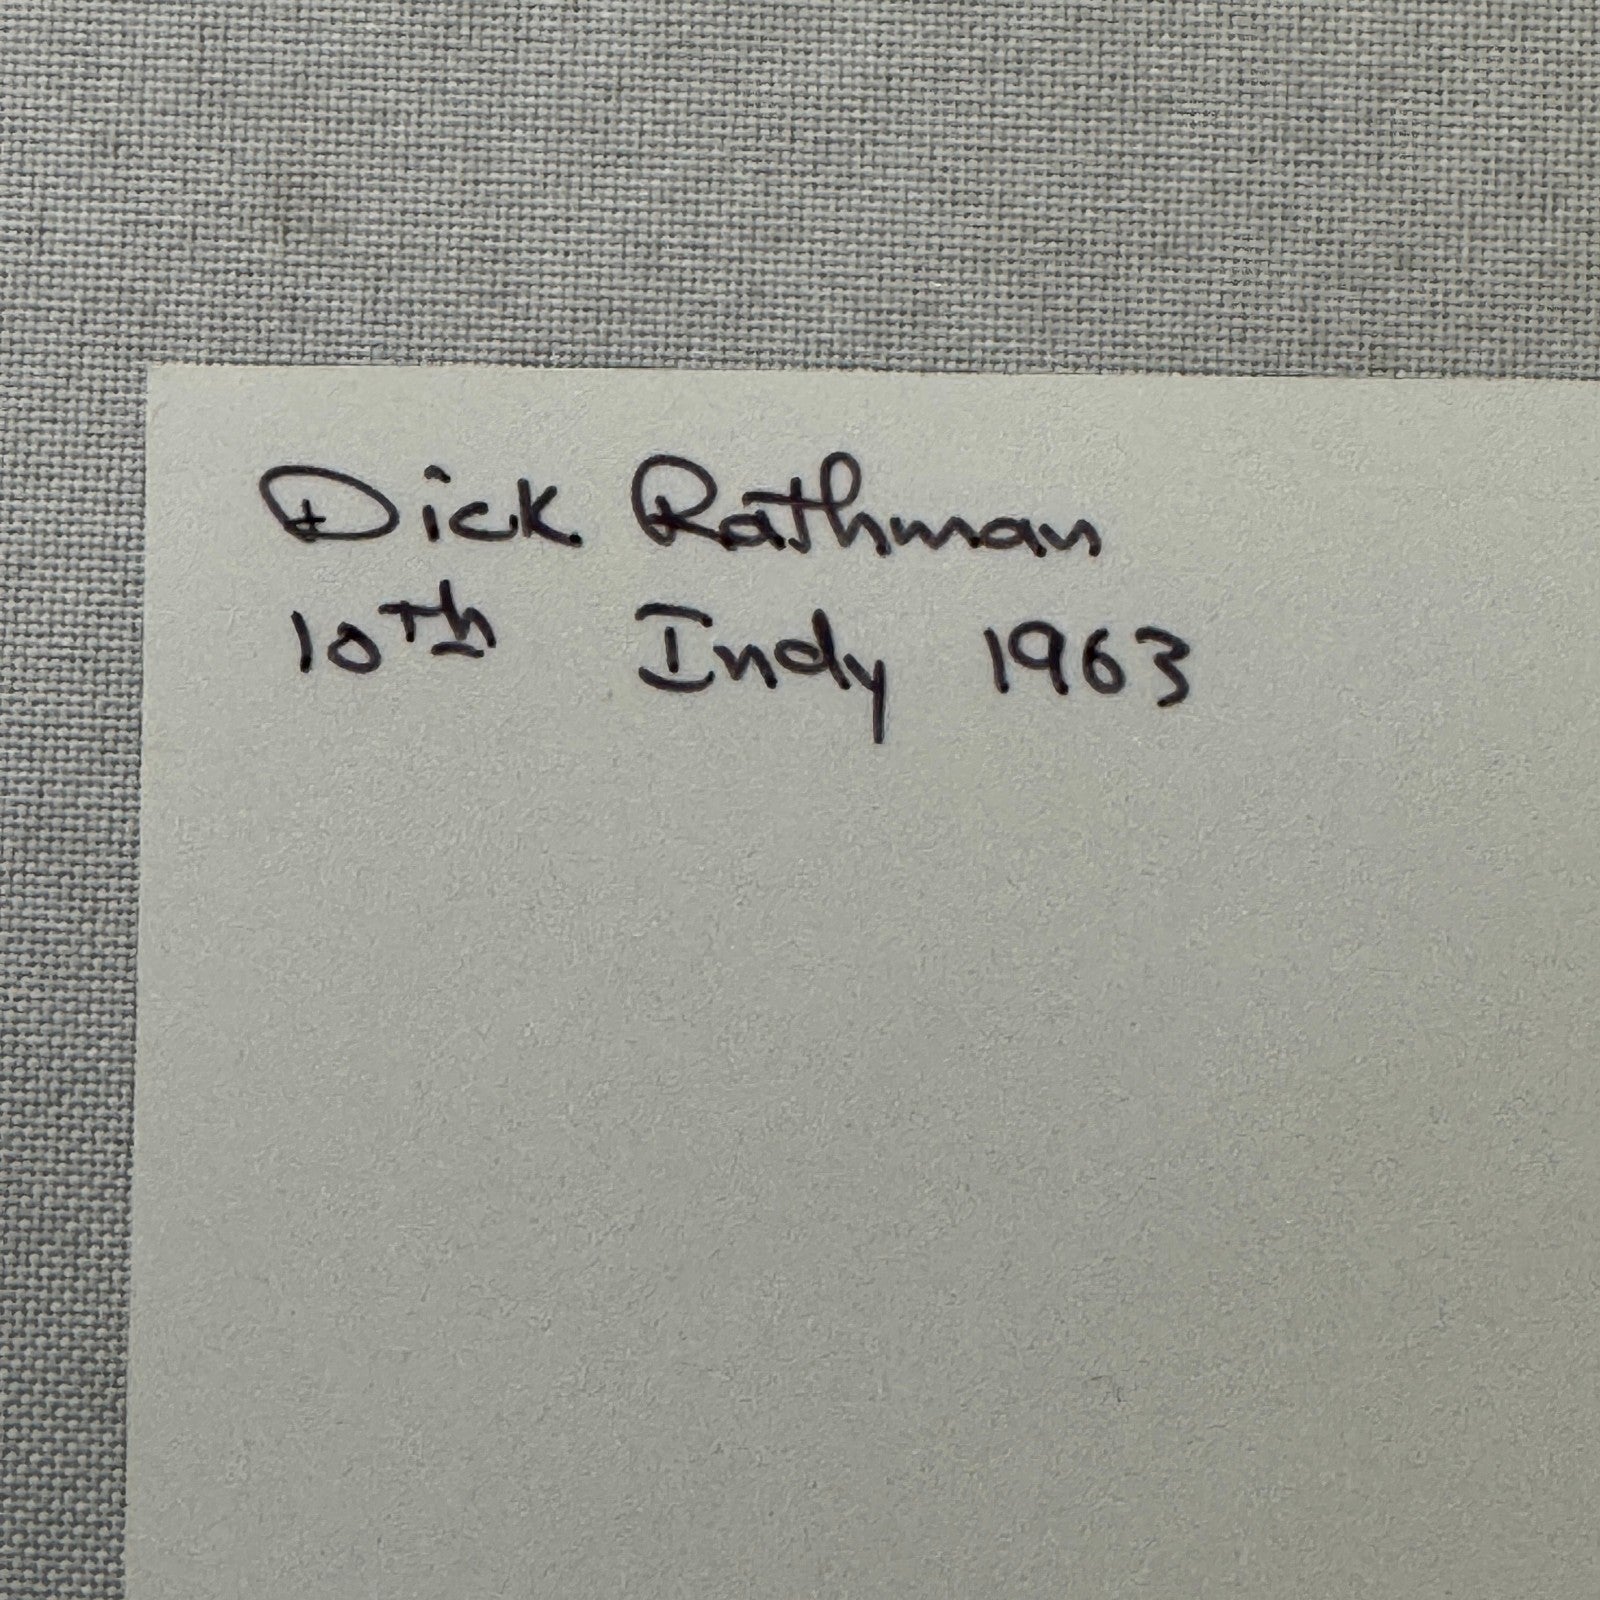 Dick Rathman
10th Indy 1963